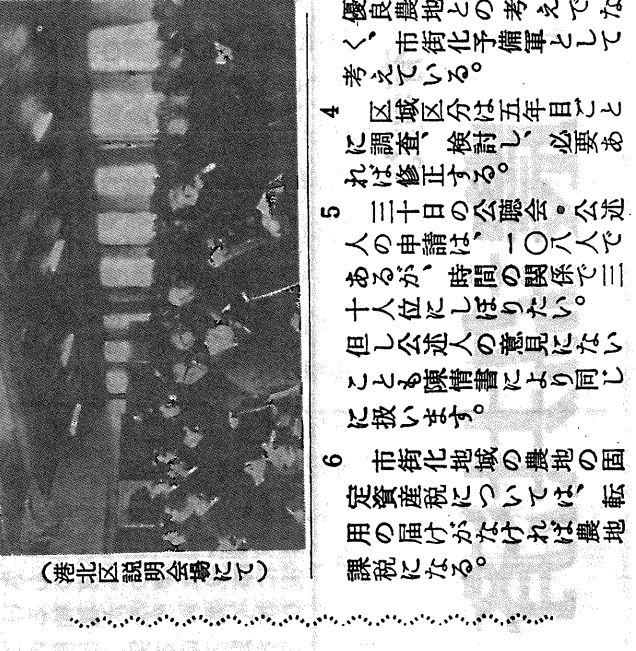 優良農地との考えでな
く、市街化予備軍として
考えている。
4　区域区分は五年目ごと
に調査、検討し、必要あ
れば修正する。
5　三十日の公聴会。公述
人の申請は、一〇八人で
あるが、時間の関係で三
十人位にしぼりたい。
但し公述人の意見にない
ことも陳情書により同じ
に扱います。
6　市街化地域の農地の固
定資産税については、転
用の届けがなければ農地
課税になる。
(港北区説明会場にて)